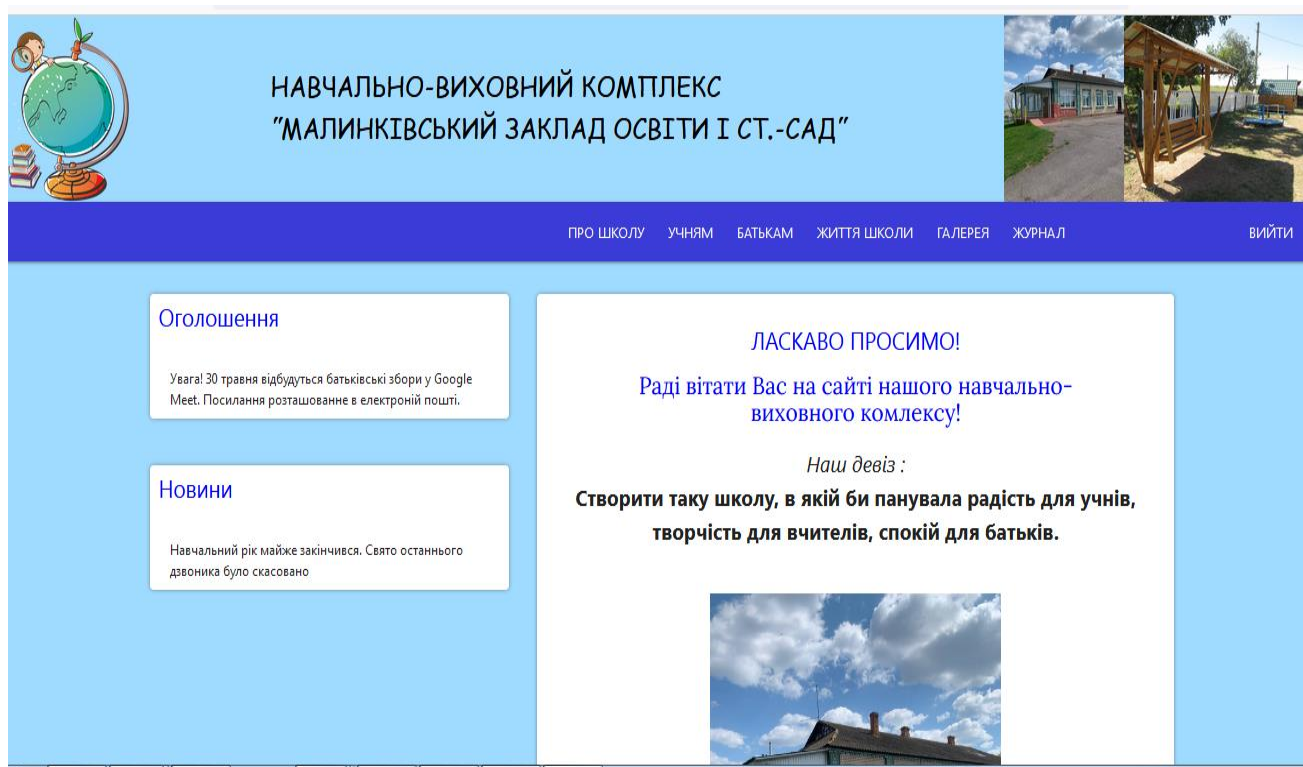 НАВЧАЛЬНО-ВИХОВНИЙ КОМПЛЕКС
"МАЛИНКІВСЬКИЙ ЗАКЛАД ОСВІТИ І СТ.-САД"
ПРО ШКОЛУ УЧНЯМ БАТЬКАМ ЖИТТЯ ШКОЛИ ГАЛЕРЕЯ ЖУРНАЛ ВИЙТИ
Оголошення
Увага! 30 травня відбудуться батьківські збори у Google
Meet. Посилання розташованне в електроній пошті.
Новини
Навчальний рік майже закінчився. Свято останнього
дзвоника було скасовано
ЛАСКАВО ПРОСИМО!
Раді вітати Вас на сайті нашого навчально-
виховного комлексу!
Наш девіз :
Створити таку школу, в якій би панувала радість для учнів,
творчість для вчителів, спокій для батьків.